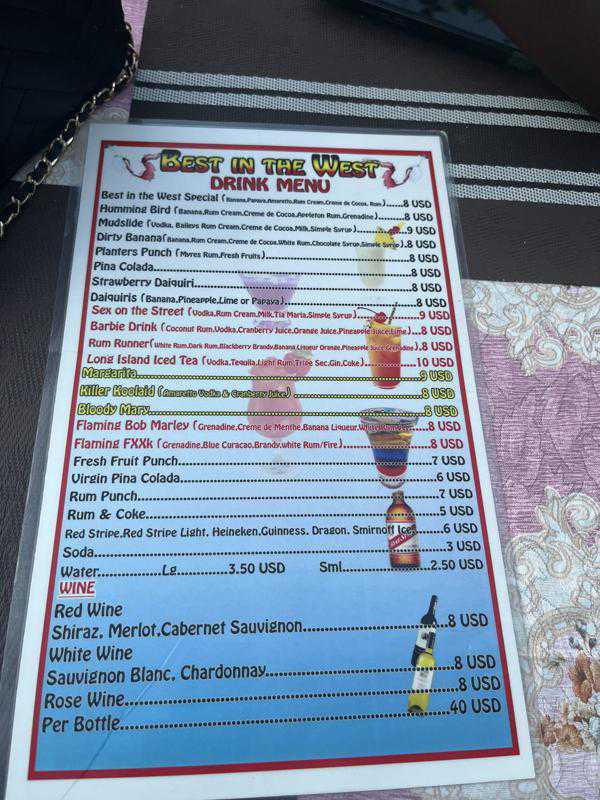 BEST IN THE WEST
DRINK MENU
Best in the West Special (Banana,Papaya,Amaretto,Rum Cream,Creme de Cocoa, Rum).....8 USD
Humming Bird (Banana,Rum Cream,Creme de Cocoa,Appleton Rum,Grenadine)..........8 USD
Mudslide (Vodka, Baileys Rum Cream,Creme de Cocoa,Milk,Simple Syrup)............9 USD
Dirty Banana(Banana,Rum Cream,Creme de Cocoa,White Rum,Chocolate Syrup,Simple Syrup).8 USD
Planters Punch (Myres Rum,Fresh Fruits)..........8 USD
Pina Colada..........8 USD
Strawberry Daiquiri..........8 USD
Daiquiris (Banana,Pineapple,Lime or Papaya)..........8 USD
Sex on the Street (Vodka,Rum Cream,Milk,Tia Maria,Simple Syrup)..........9 USD
Barbie Drink (Coconut Rum,Vodka,Cranberry Juice,Orange Juice,Pineapple Juice,Lime)...8 USD
Rum Runner(White Rum,Dark Rum,Blackberry Brandy,Banana Liqueur Orange,Pineapple Juice,Grenadine).8 USD
Long Island Iced Tea (Vodka,Tequila,Light Rum,Triee Sec,Gin,Coke)..........10 USD
Margarita..........9 USD
Killer Koolaid (Amaretto Vodka & Cranberry Juice)..........8 USD
Bloody Mary..........8 USD
Flaming Bob Marley (Grenadine,Creme de Menthe,Banana Liqueur,White Rum)......8 USD
Flaming FXXk (Grenadine,Blue Curacao,Brandy,white Rum/Fire)..........8 USD
Fresh Fruit Punch..........7 USD
Virgin Pina Colada..........6 USD
Rum Punch..........7 USD
Rum & Coke..........5 USD
Red Stripe,Red Stripe Light, Heineken,Guinness, Dragon, Smirnoff Ice..........6 USD
Soda..........3 USD
Water..........Lg..........3.50 USD Sml..........2.50 USD
WINE
Red Wine
Shiraz, Merlot,Cabernet Sauvignon..........8 USD
White Wine
Sauvignon Blanc, Chardonnay..........8 USD
Rose Wine..........8 USD
Per Bottle..........40 USD